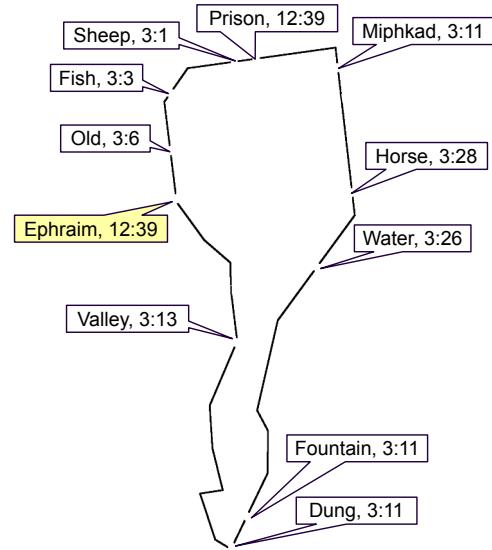 Prison, 12:39
Sheep, 3:1
Miphkad, 3:11
Fish, 3:3
Old, 3:6
Horse, 3:28
Ephraim, 12:39
Water, 3:26
Valley, 3:13
Fountain, 3:11
Dung, 3:11